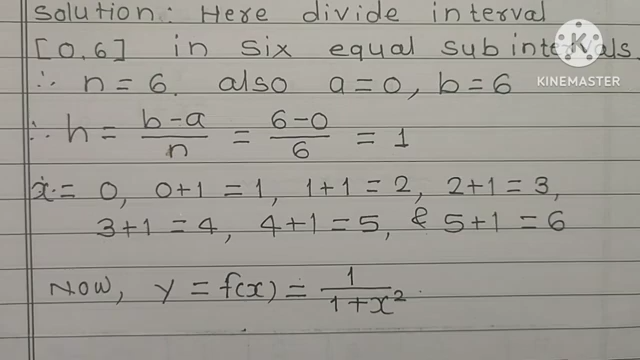 solution: Here divide interval
[0,6] in six equal subintervals.
∴ n = 6. also a = 0, b = 6
KINEMASTER
∴ h = b-a/n = 6-0/6 = 1
x = 0, 0+1 = 1, 1+1 = 2, 2+1 = 3,
3+1 = 4, 4+1 = 5, & 5+1 = 6
Now, y = f(x) = 1/1+x²